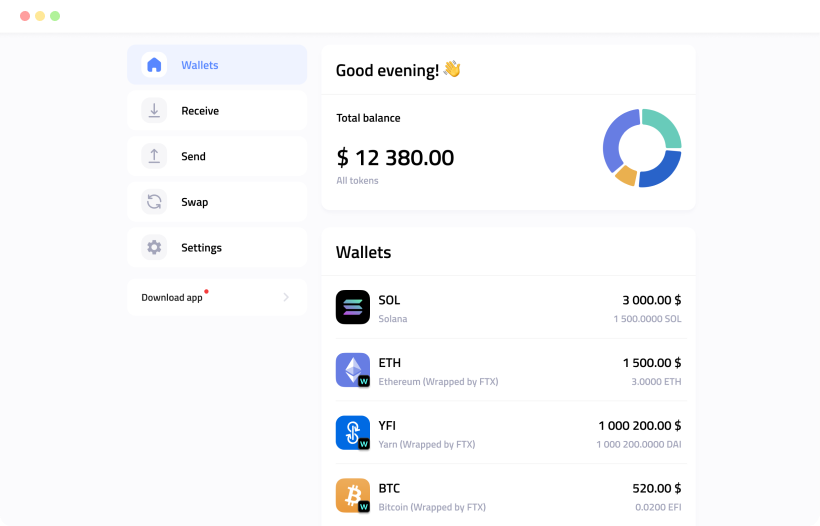 Wallets
Receive
Send
Swap
Settings
Download app
Good evening! 👋
Total balance
$ 12 380.00
All tokens
Wallets
SOL 3 000.00 $
Solana 1 500.0000 SOL
W
ETH 1 500.00 $
Ethereum (Wrapped by FTX) 3.0000 ETH
W
YFI 1 000 200.00 $
Yarn (Wrapped by FTX) 1 000 200.0000 DAI
W
BTC 520.00 $
Bitcoin (Wrapped by FTX) 0.0200 EFI